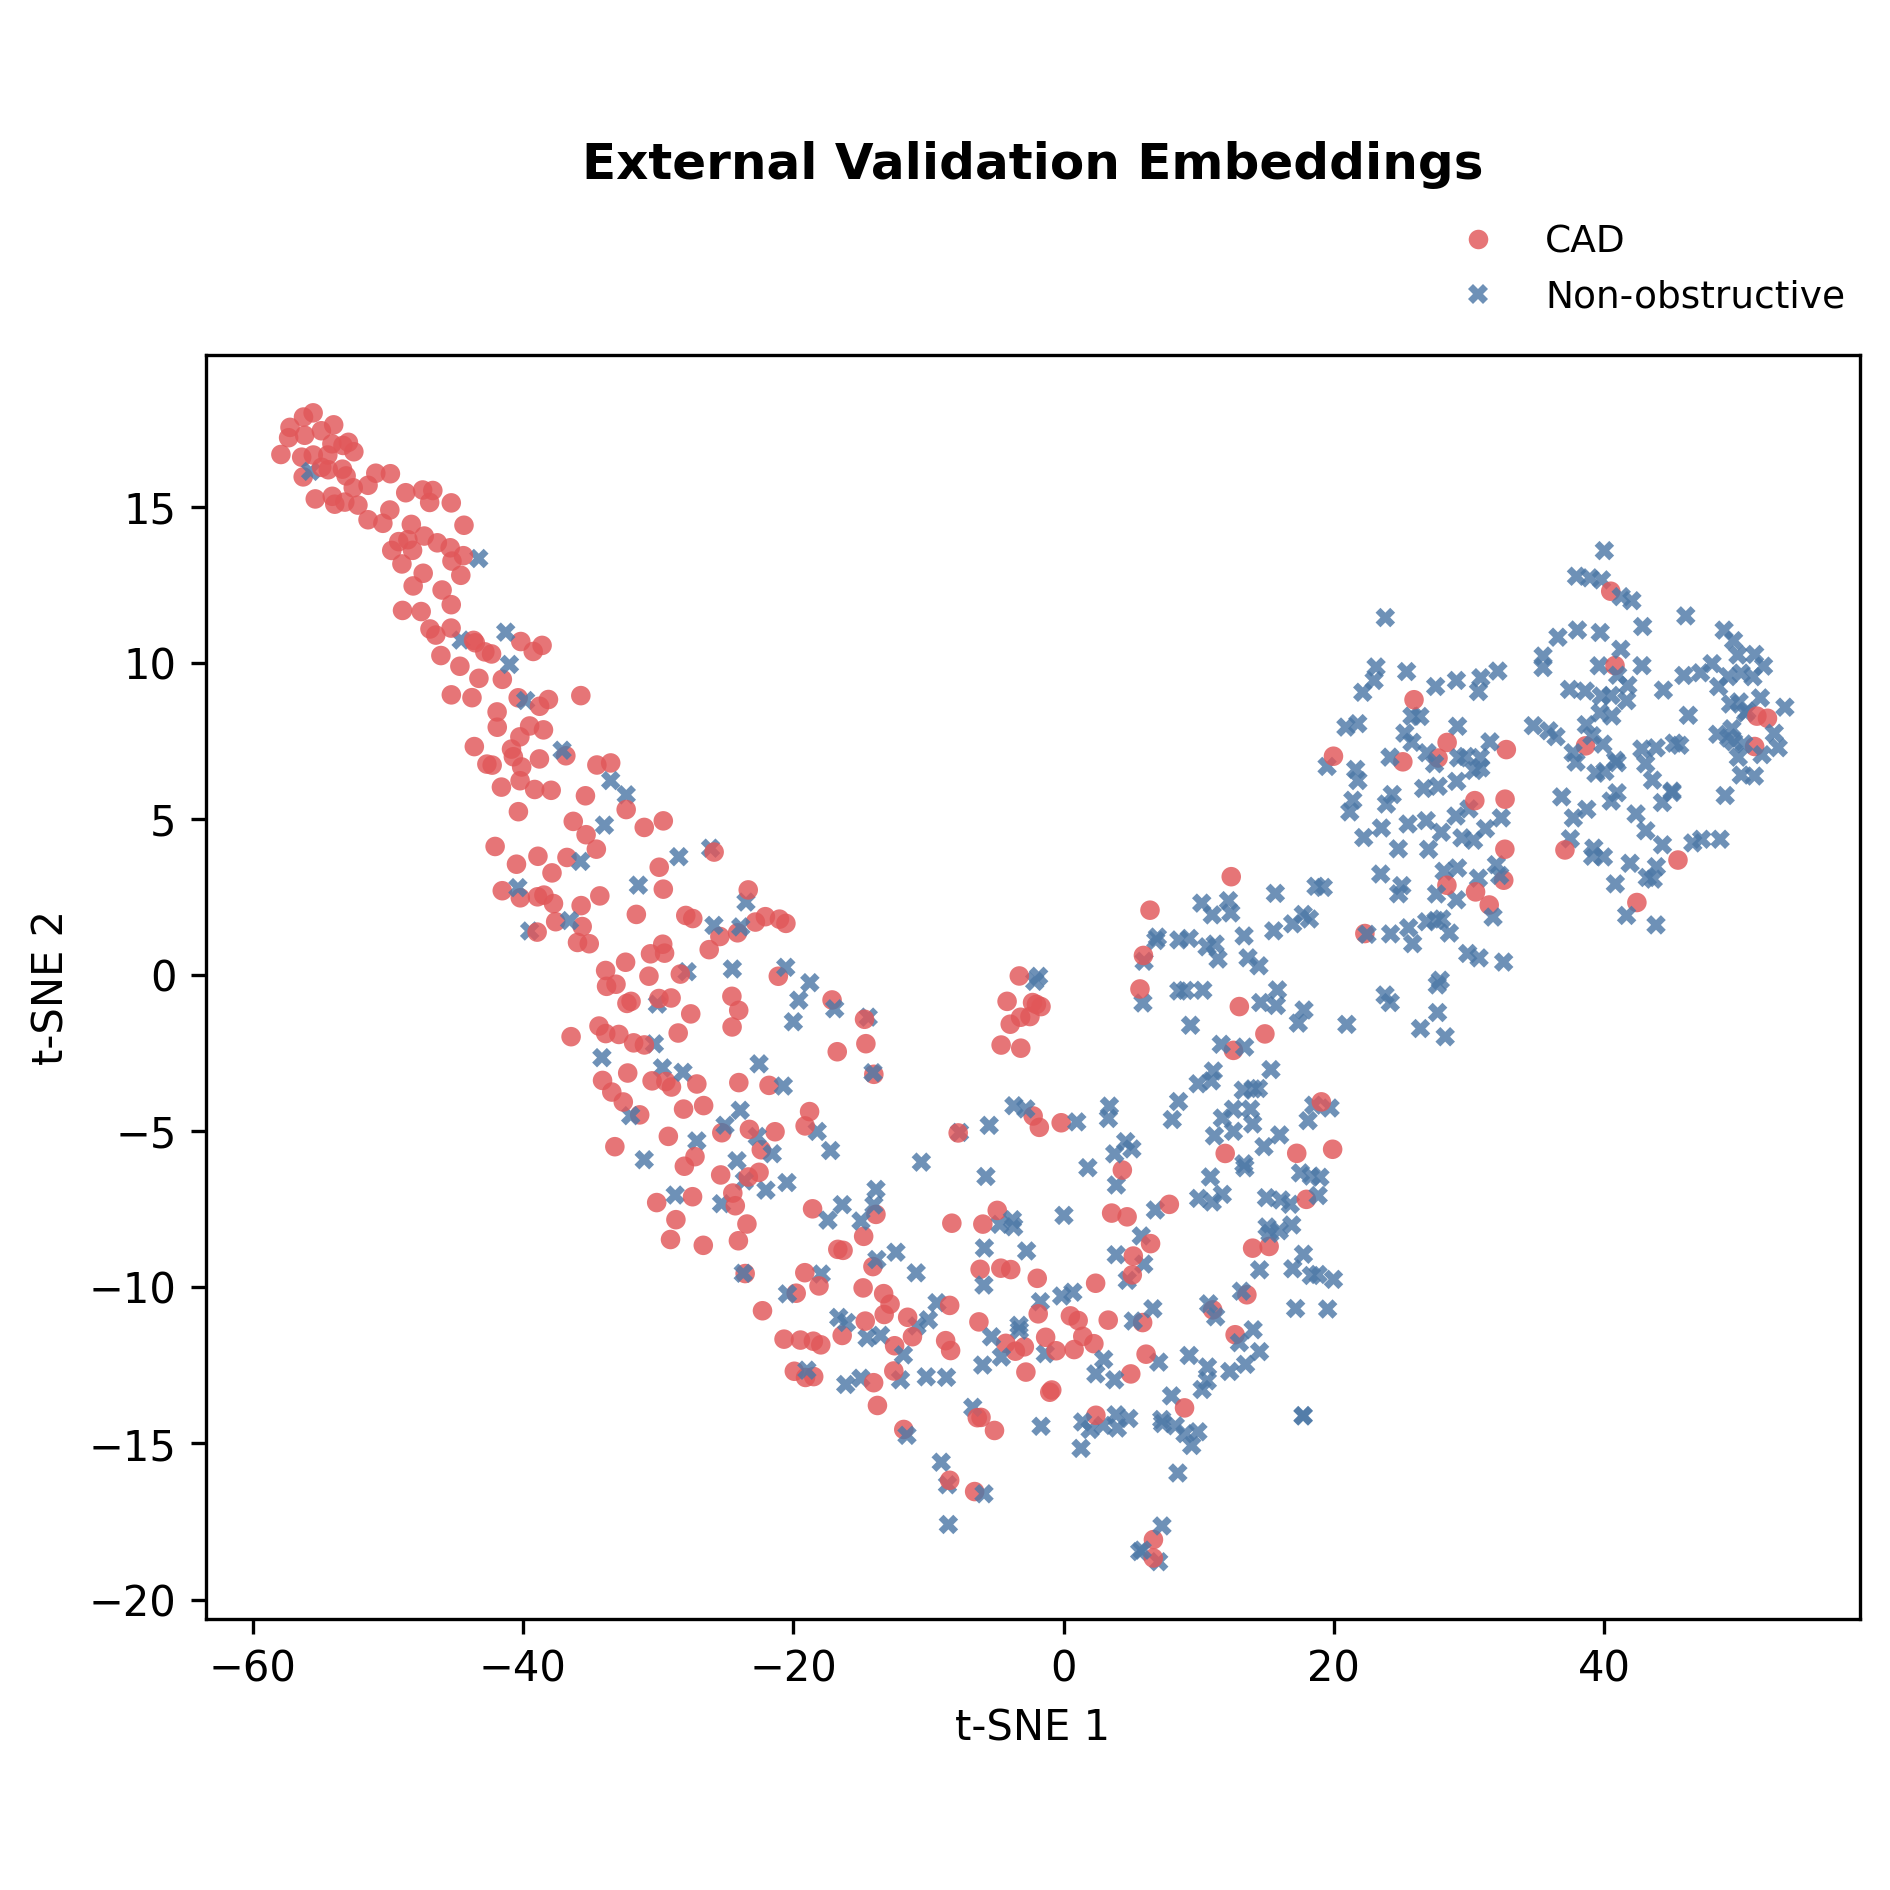 External Validation Embeddings
CAD
Non-obstructive
15
10
5
0
−5
−10
−15
−20
t-SNE 2
−60 −40 −20 0 20 40
t-SNE 1